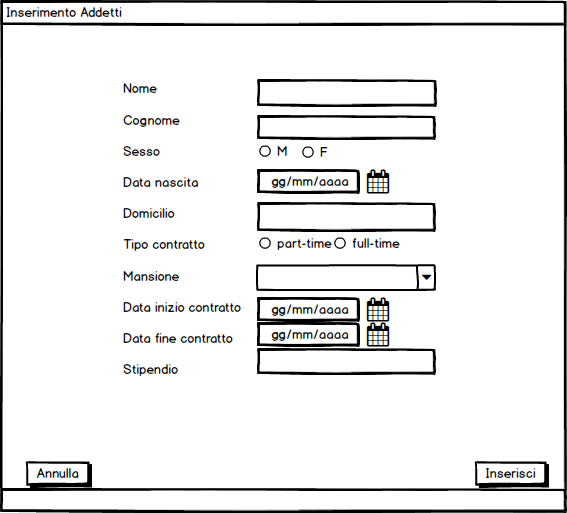 Inserimento Addetti
Nome
Cognome
Sesso M F
Data nascita gg/mm/aaaa
Domicilio
Tipo contratto part-time full-time
Mansione
Data inizio contratto gg/mm/aaaa
Data fine contratto gg/mm/aaaa
Stipendio
Annulla Inserisci